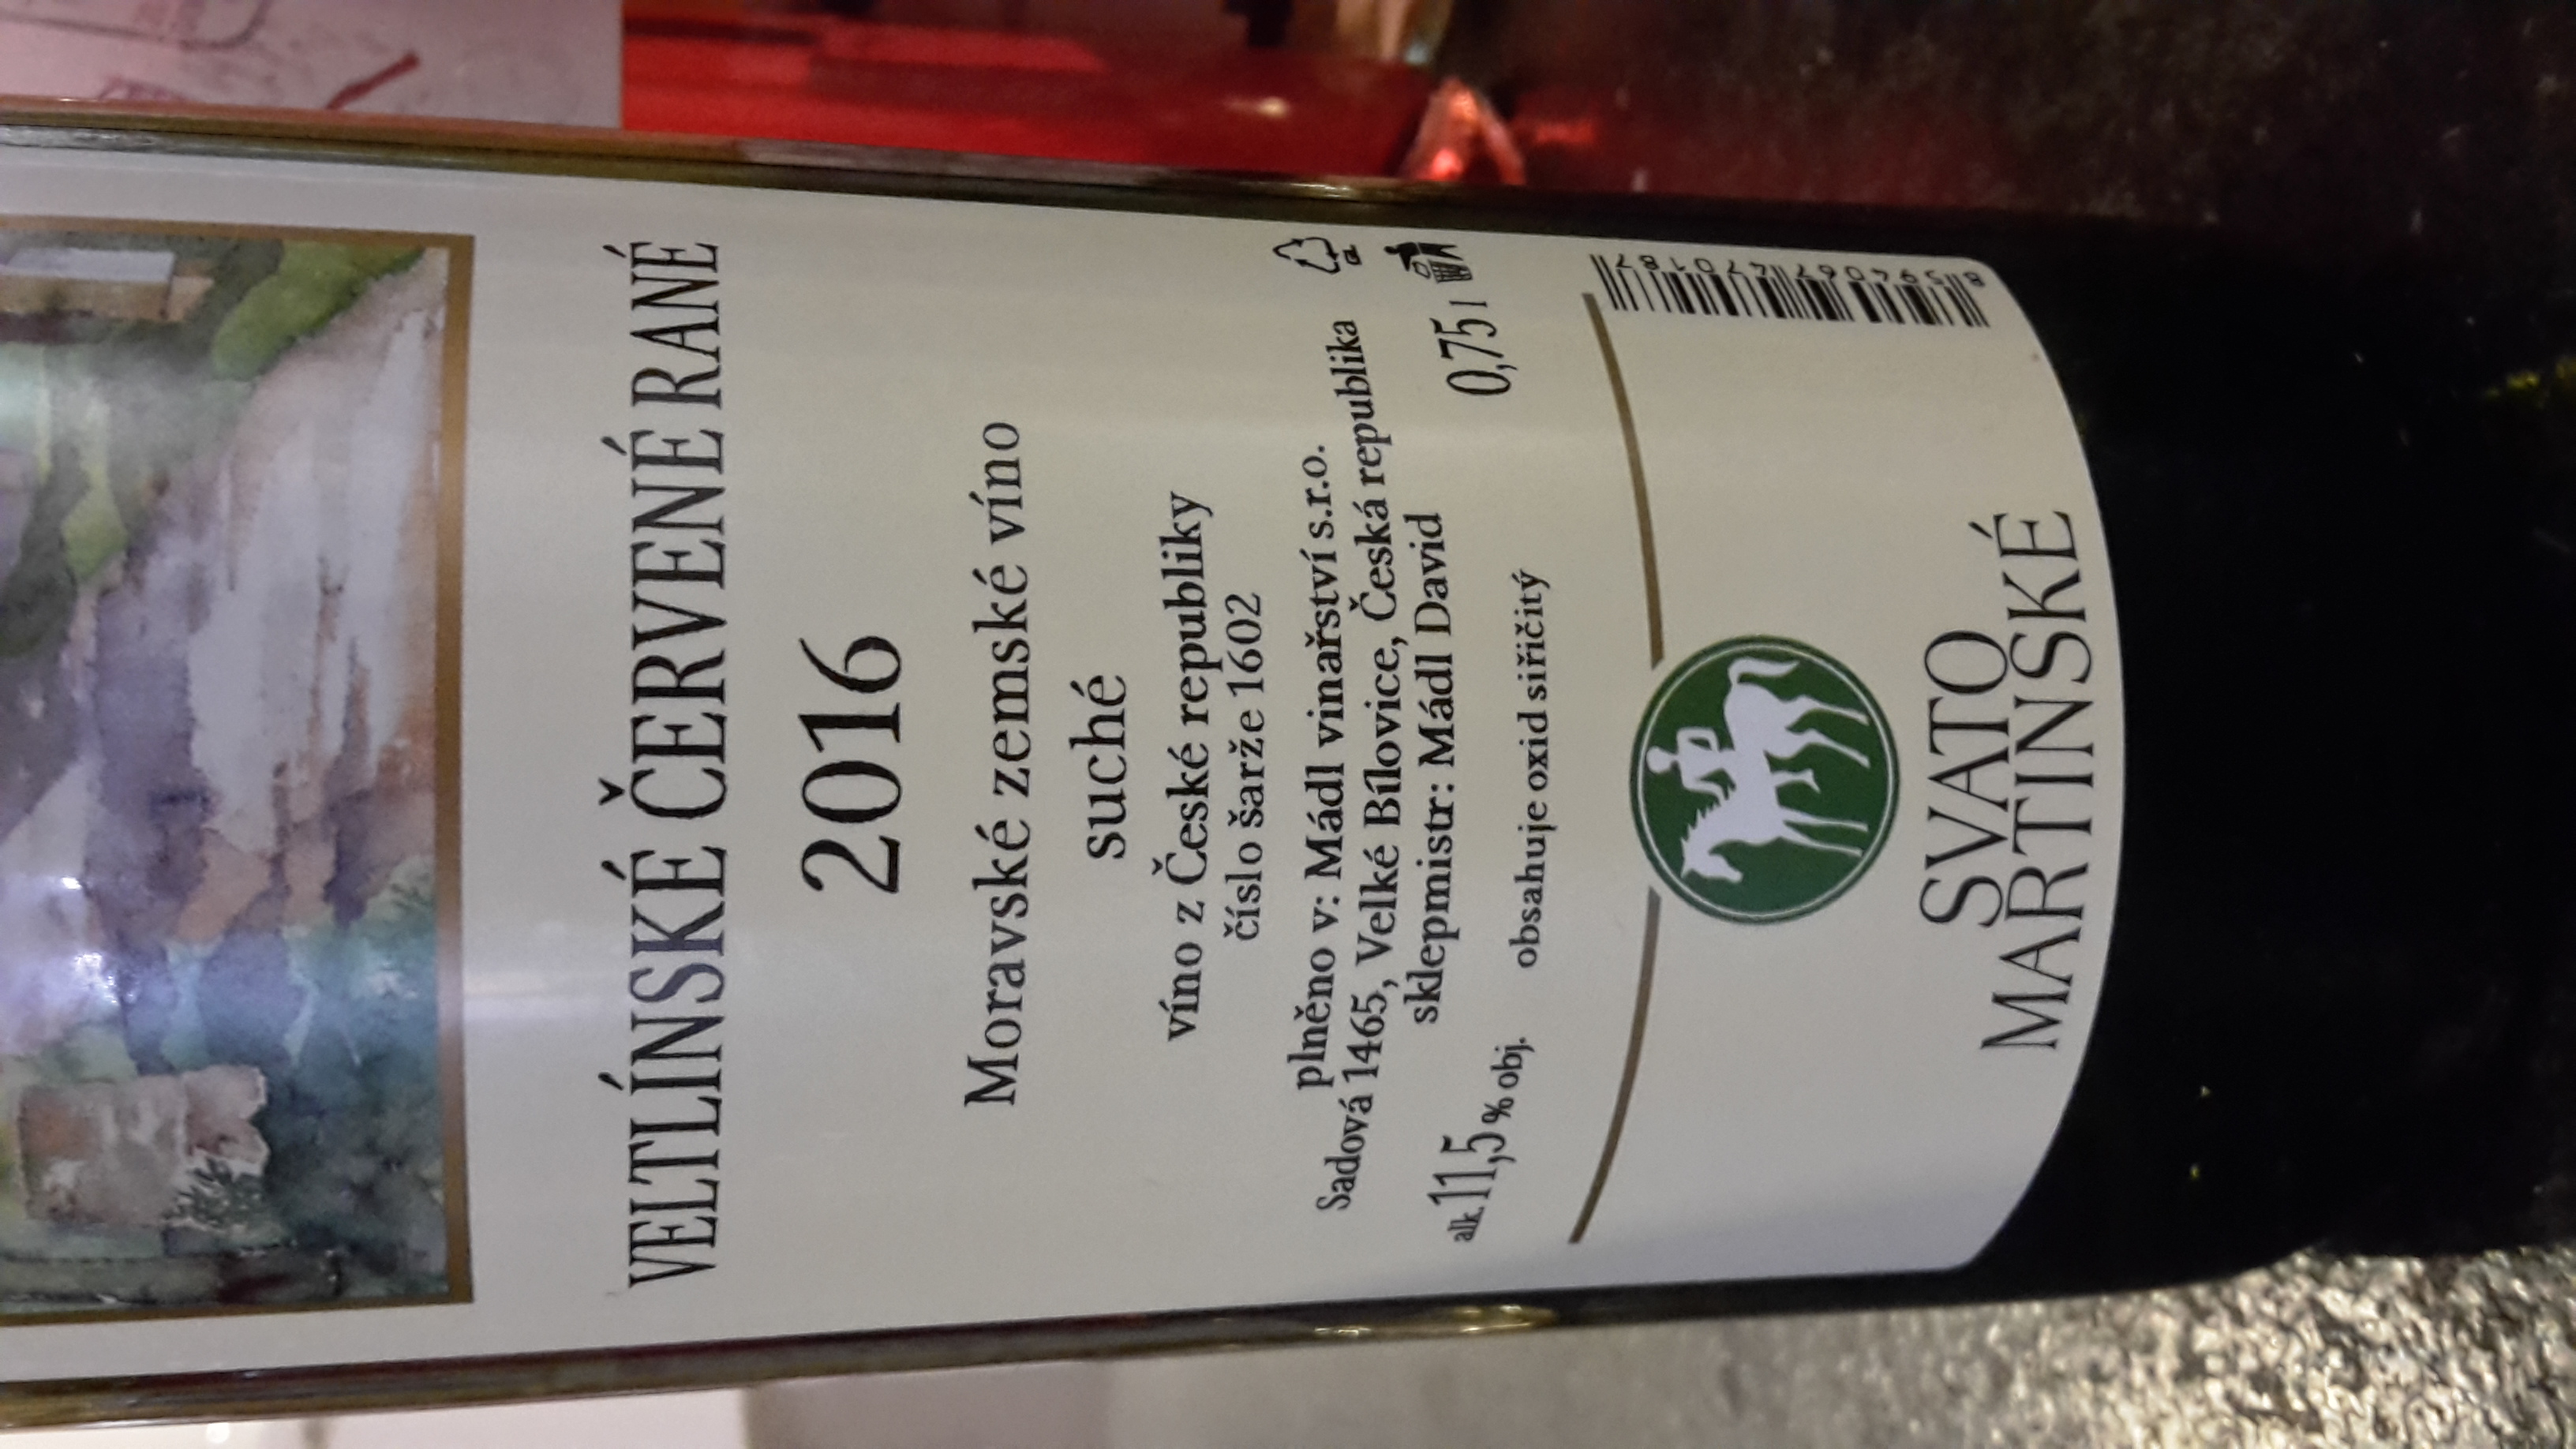 VELTLÍNSKÉ ČERVENÉ RANÉ
2016
Moravské zemské víno
suché
víno z České republiky
číslo šarže 1602
plněno v: Mádl vinařství s.r.o.
Sadová 1465, Velké Bílovice, Česká republika
sklepmistr: Mádl David
alk. 11,5 % obj.
obsahuje oxid siřičitý
0,75 l
8594067470187
SVATO
MARTINSKÉ